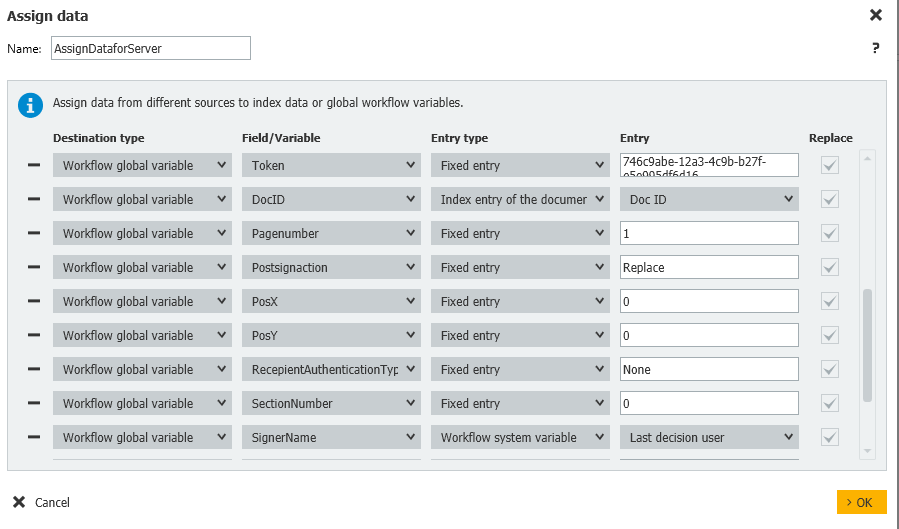 Assign data
Name: AssignDataforServer
?
Assign data from different sources to index data or global workflow variables.
Destination type Field/Variable Entry type Entry Replace
Workflow global variable Token Fixed entry 746c9abe-12a3-4c9b-b27f-
Workflow global variable DocID Index entry of the documen Doc ID
Workflow global variable Pagenumber Fixed entry 1
Workflow global variable Postsignaction Fixed entry Replace
Workflow global variable PosX Fixed entry 0
Workflow global variable PosY Fixed entry 0
Workflow global variable RecepientAuthenticationTyp Fixed entry None
Workflow global variable SectionNumber Fixed entry 0
Workflow global variable SignerName Workflow system variable Last decision user
Cancel
OK